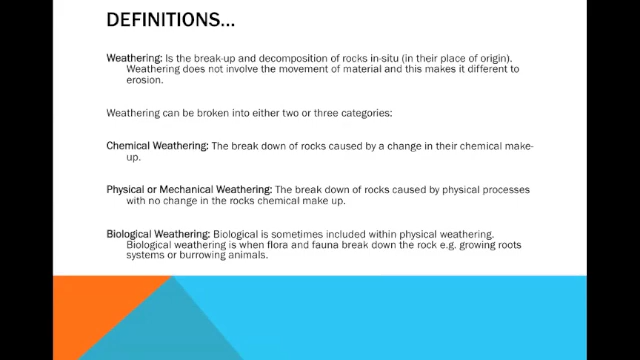 DEFINITIONS...
Weathering: Is the break-up and decomposition of rocks in-situ (in their place of origin).
Weathering does not involve the movement of material and this makes it different to
erosion.
Weathering can be broken into either two or three categories:
Chemical Weathering: The break down of rocks caused by a change in their chemical make-
up.
Physical or Mechanical Weathering: The break down of rocks caused by physical processes
with no change in the rocks chemical make up.
Biological Weathering: Biological is sometimes included within physical weathering.
Biological weathering is when flora and fauna break down the rock e.g. growing roots
systems or burrowing animals.